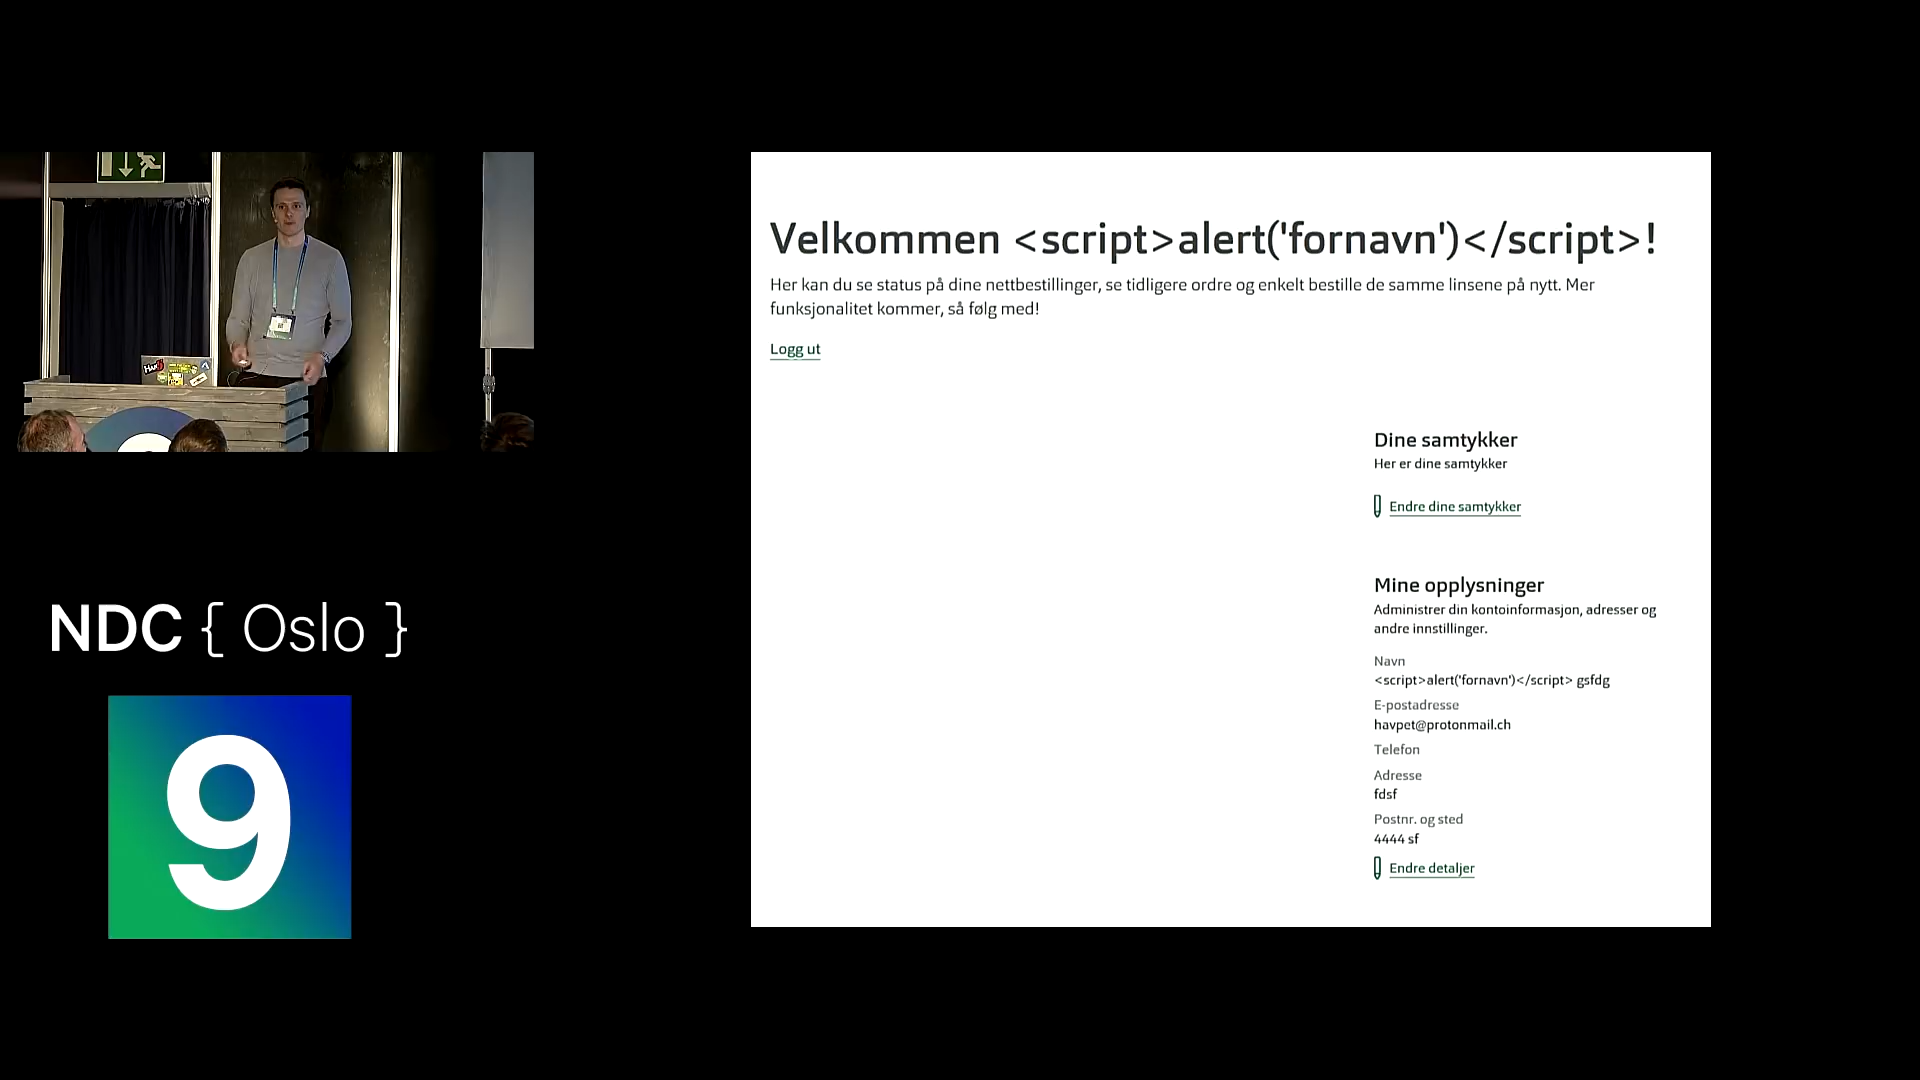 NDC { Oslo }
9
Velkommen <script>alert('fornavn')</script>!
Her kan du se status på dine nettbestillinger, se tidligere ordre og enkelt bestille de samme linsene på nytt. Mer
funksjonalitet kommer, så følg med!
Logg ut
Dine samtykker
Her er dine samtykker
Endre dine samtykker
Mine opplysninger
Administrer din kontoinformasjon, adresser og
andre innstillinger.
Navn
<script>alert('fornavn')</script> gsfdg
E-postadresse
havpet@protonmail.ch
Telefon
Adresse
fdsf
Postnr. og sted
4444 sf
Endre detaljer